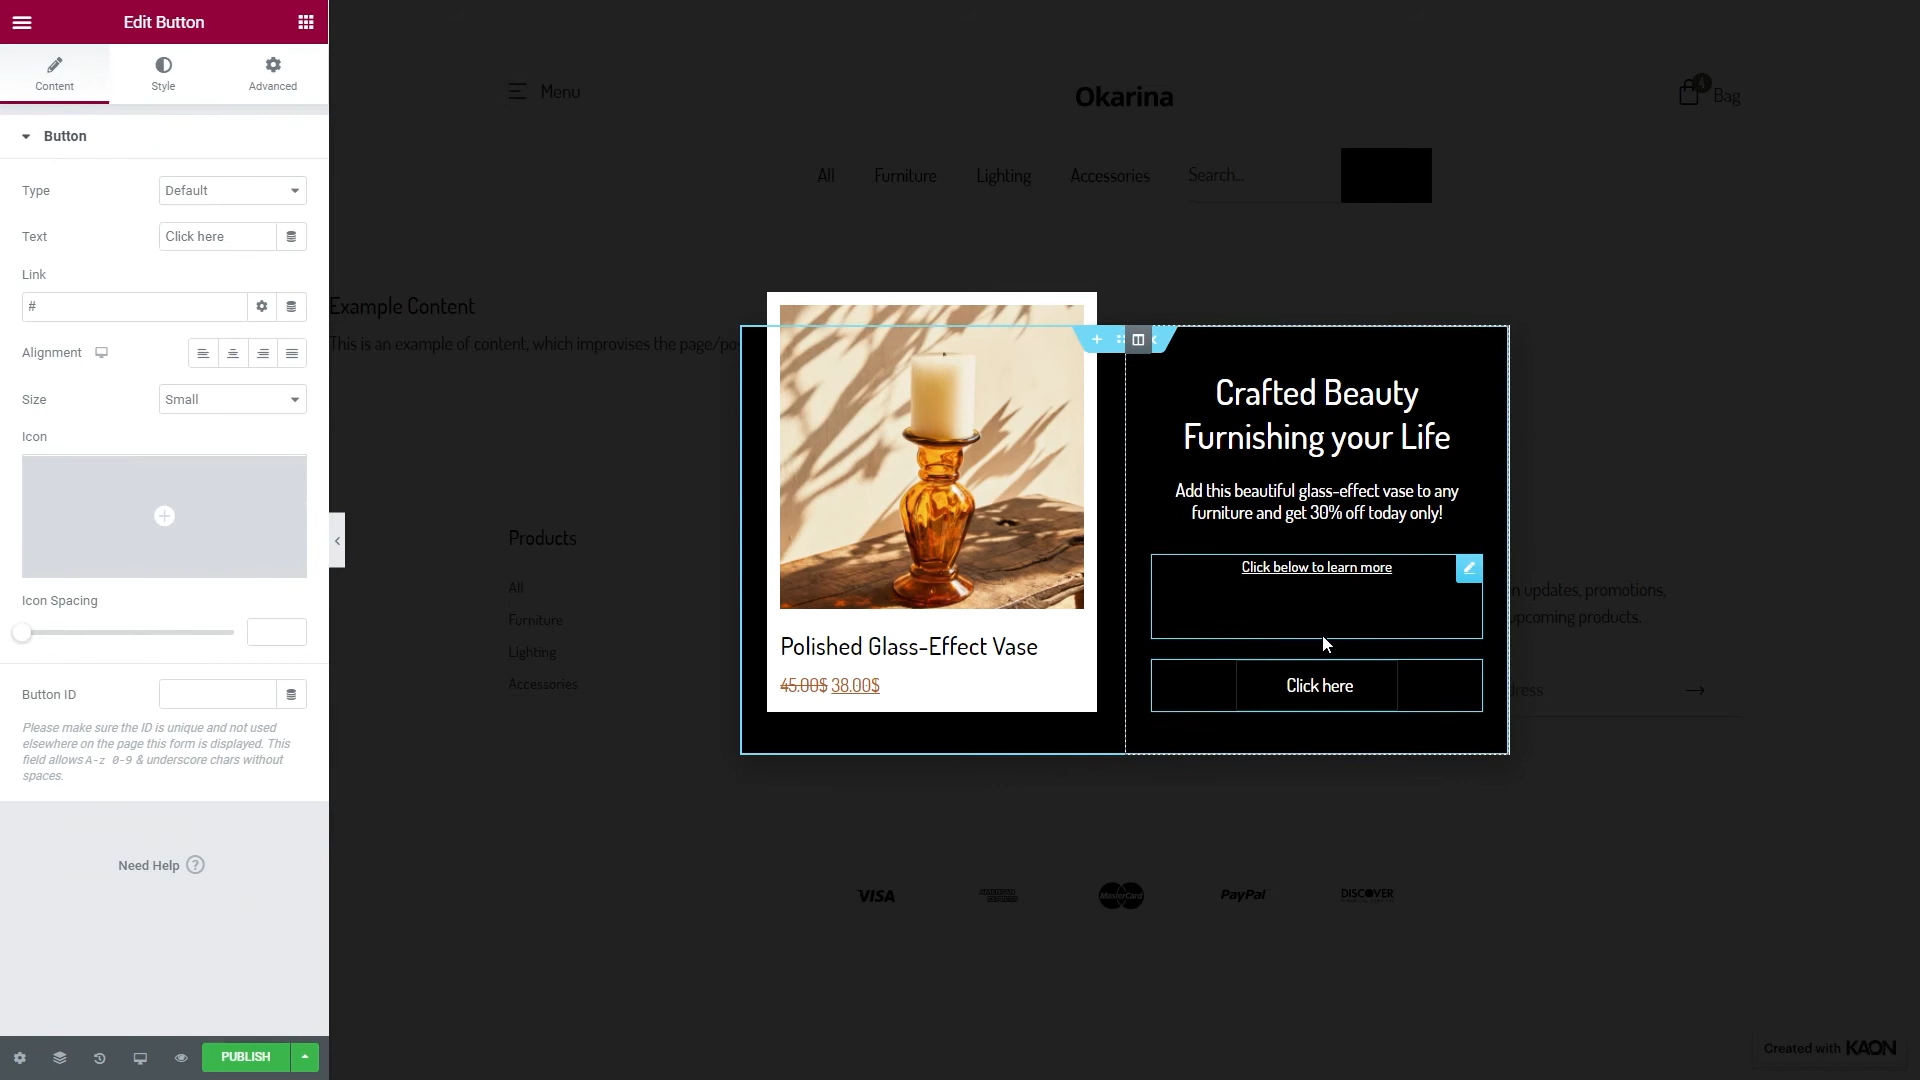 Edit Button
Content
Style
Advanced
Button
Type
Default
Text
Click here
Link
#
Alignment
Size
Small
Icon
Icon Spacing
Button ID
Please make sure the ID is unique and not used
elsewhere on the page this form is displayed. This
field allows A-z 0-9 & underscore chars without
spaces.
Need Help ?
PUBLISH
Menu
Okarina
4
Bag
All
Furniture
Lighting
Accessories
Search...
Example Content
This is an example of content, which improvises the page/pos
Crafted Beauty
Furnishing your Life
Add this beautiful glass-effect vase to any
furniture and get 30% off today only!
Click below to learn more
Click here
Polished Glass-Effect Vase
45.00$ 38.00$
Products
All
Furniture
Lighting
Accessories
n updates, promotions,
upcoming products.
dress
VISA
AMERICAN EXPRESS
MasterCard
PayPal
DISCOVER
Created with KAON